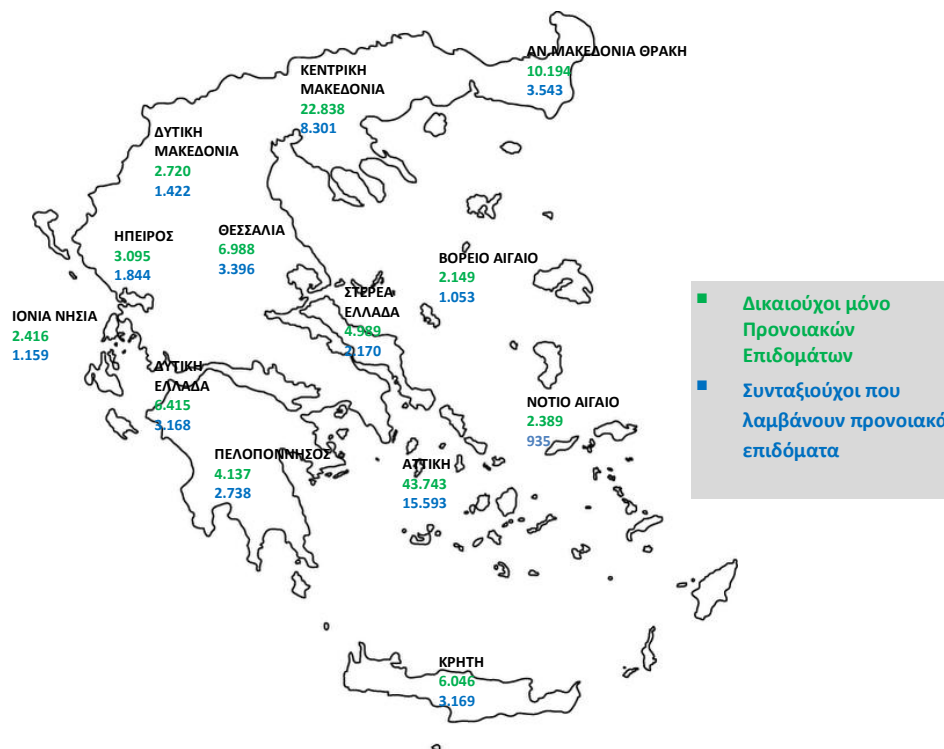 ΑΝ.ΜΑΚΕΔΟΝΙΑ ΘΡΑΚΗ
10.194
3.543
ΚΕΝΤΡΙΚΗ
ΜΑΚΕΔΟΝΙΑ
22.838
8.301
ΔΥΤΙΚΗ
ΜΑΚΕΔΟΝΙΑ
2.720
1.422
ΗΠΕΙΡΟΣ
3.095
1.844
ΘΕΣΣΑΛΙΑ
6.988
3.396
ΒΟΡΕΙΟ ΑΙΓΑΙΟ
2.149
1.053
ΣΤΕΡΕΑ
ΕΛΛΑΔΑ
4.989
2.170
ΙΟΝΙΑ ΝΗΣΙΑ
2.416
1.159
ΔΥΤΙΚΗ
ΕΛΛΑΔΑ
6.415
3.168
ΝΟΤΙΟ ΑΙΓΑΙΟ
2.389
935
ΠΕΛΟΠΟΝΝΗΣΟΣ
4.137
2.738
ΑΤΤΙΚΗ
43.743
15.593
ΚΡΗΤΗ
6.046
3.169
Δικαιούχοι μόνο
Προνοιακών
Επιδομάτων
Συνταξιούχοι που
λαμβάνουν προνοιακά
επιδόματα